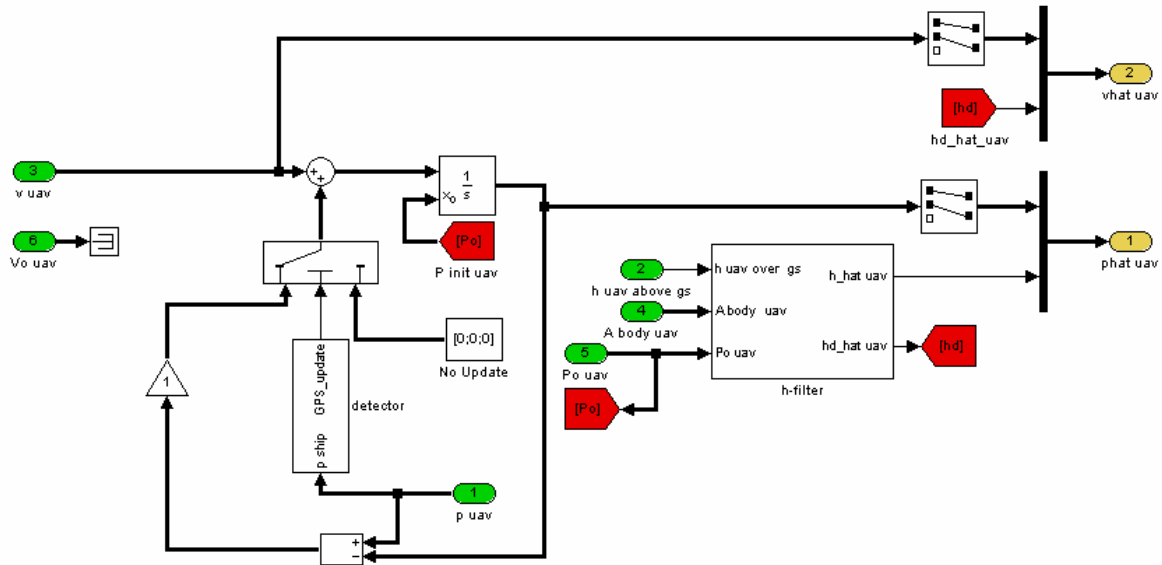 2
vhat uav
[hd]
hd_hat_uav
3
v uav
+
+
1
s
xo
[Po]
P init uav
6
Vo uav
1
phat uav
2
h uav above gs
4
A body uav
5
Po uav
[Po]
h uav over gs
A body uav
Po uav
h_hat uav
hd_hat uav
h-filter
[hd]
[0;0;0]
No Update
1
GPS_update
p ship
detector
1
p uav
+
−